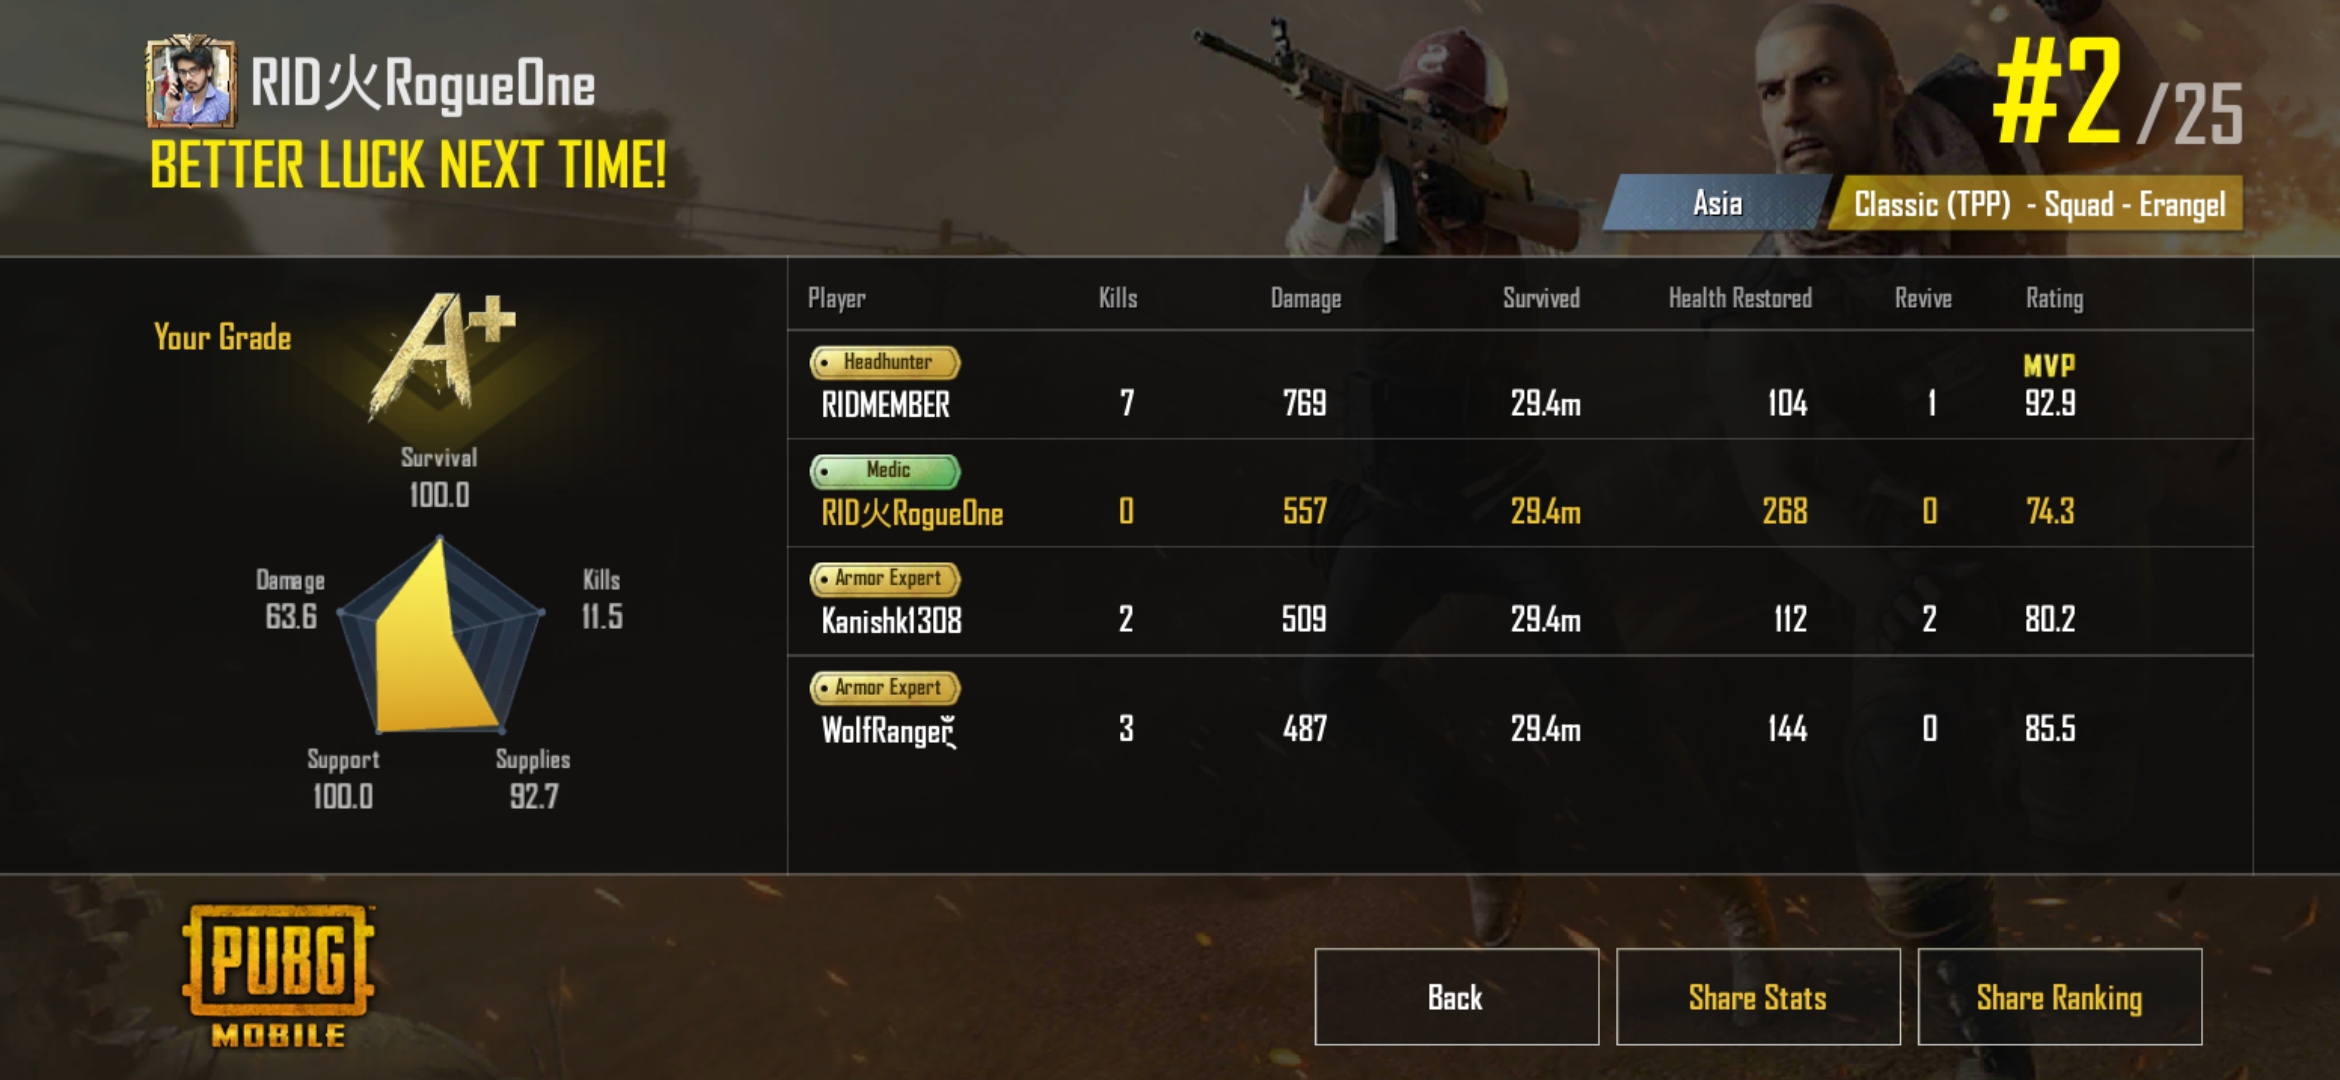 RID火RogueOne
BETTER LUCK NEXT TIME!
#2/25
Asia
Classic (TPP) - Squad - Erangel
Your Grade
A+
Survival
100.0
Damage
63.6
Kills
11.5
Support
100.0
Supplies
92.7
Player Kills Damage Survived Health Restored Revive Rating
Headhunter
MVP
RIDMEMBER 7 769 29.4m 104 1 92.9
Medic
RID火RogueOne 0 557 29.4m 268 0 74.3
Armor Expert
Kanishk1308 2 509 29.4m 112 2 80.2
Armor Expert
WolfRanger 3 487 29.4m 144 0 85.5
PUBG
MOBILE
Back
Share Stats
Share Ranking